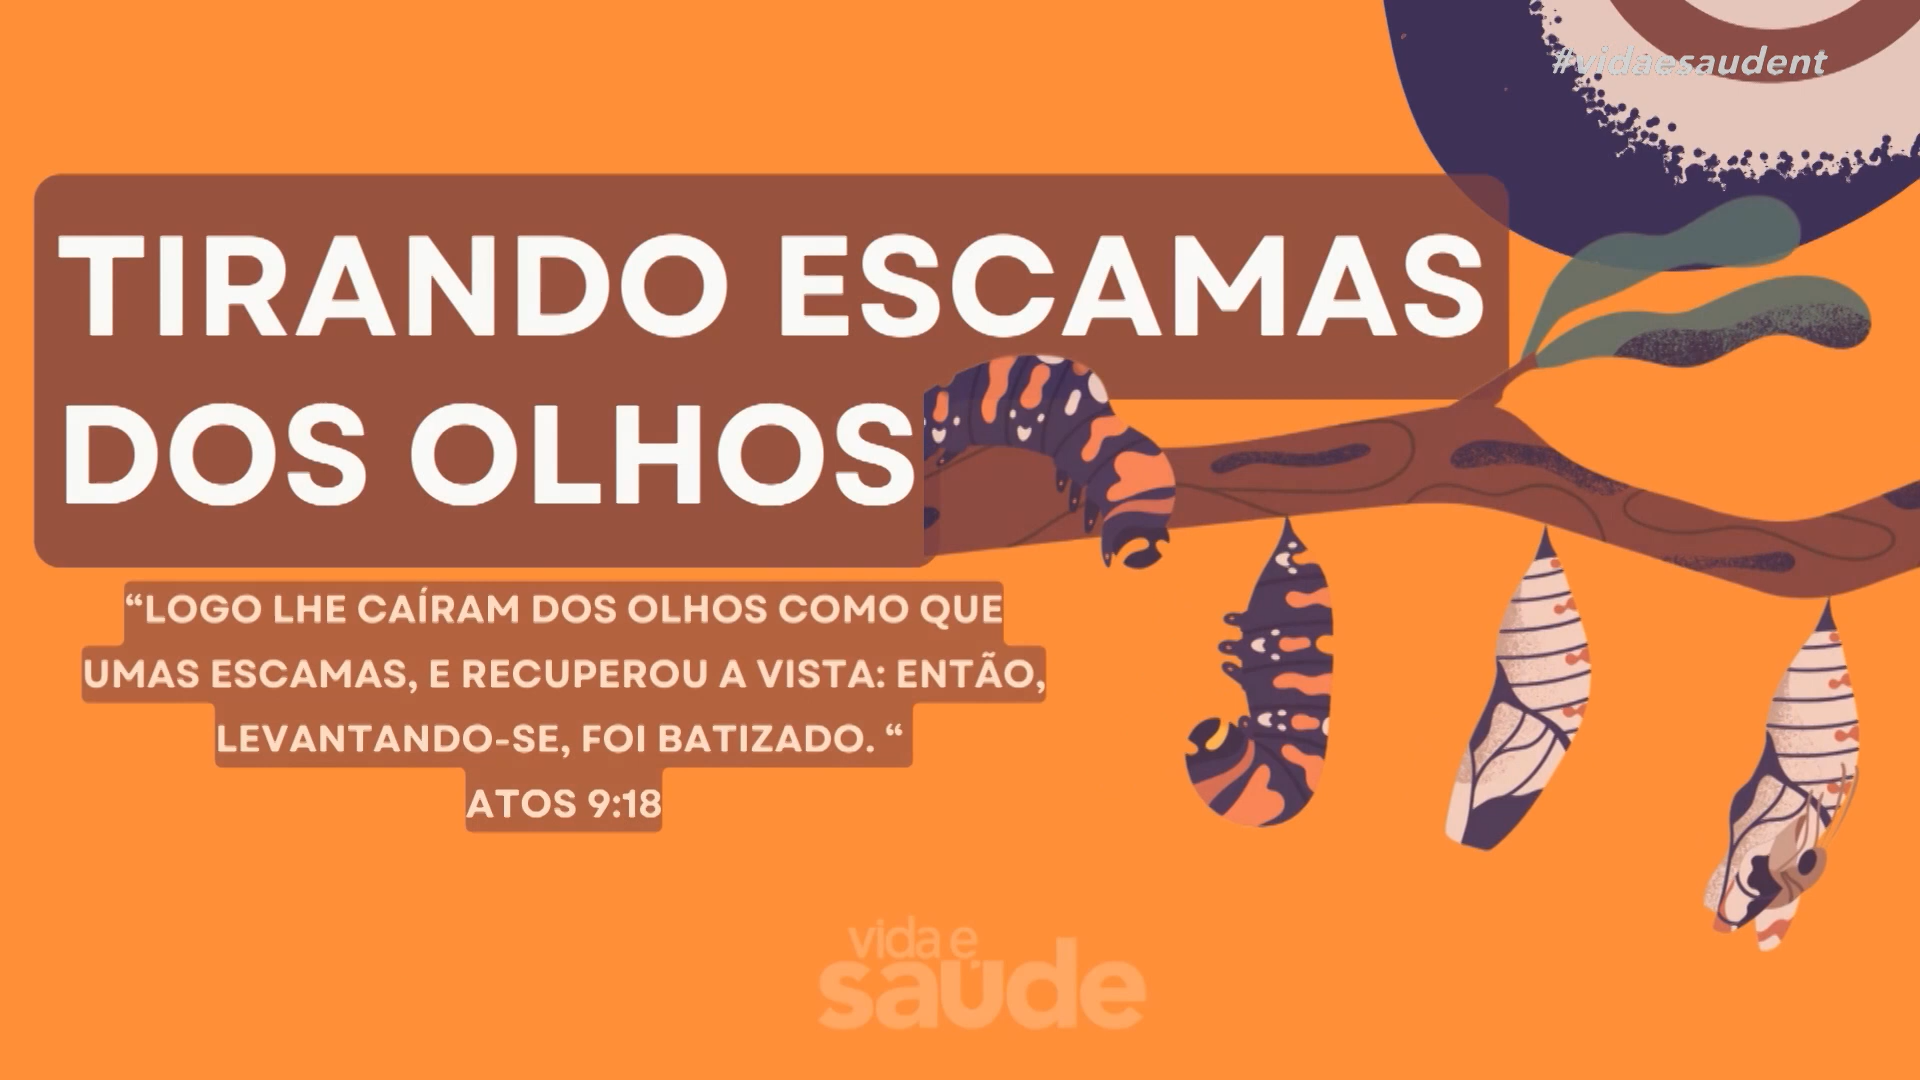 #vidaesaudent
TIRANDO ESCAMAS
DOS OLHOS
“LOGO LHE CAÍRAM DOS OLHOS COMO QUE
UMAS ESCAMAS, E RECUPEROU A VISTA: ENTÃO,
LEVANTANDO-SE, FOI BATIZADO. “
ATOS 9:18
vida e
saúde